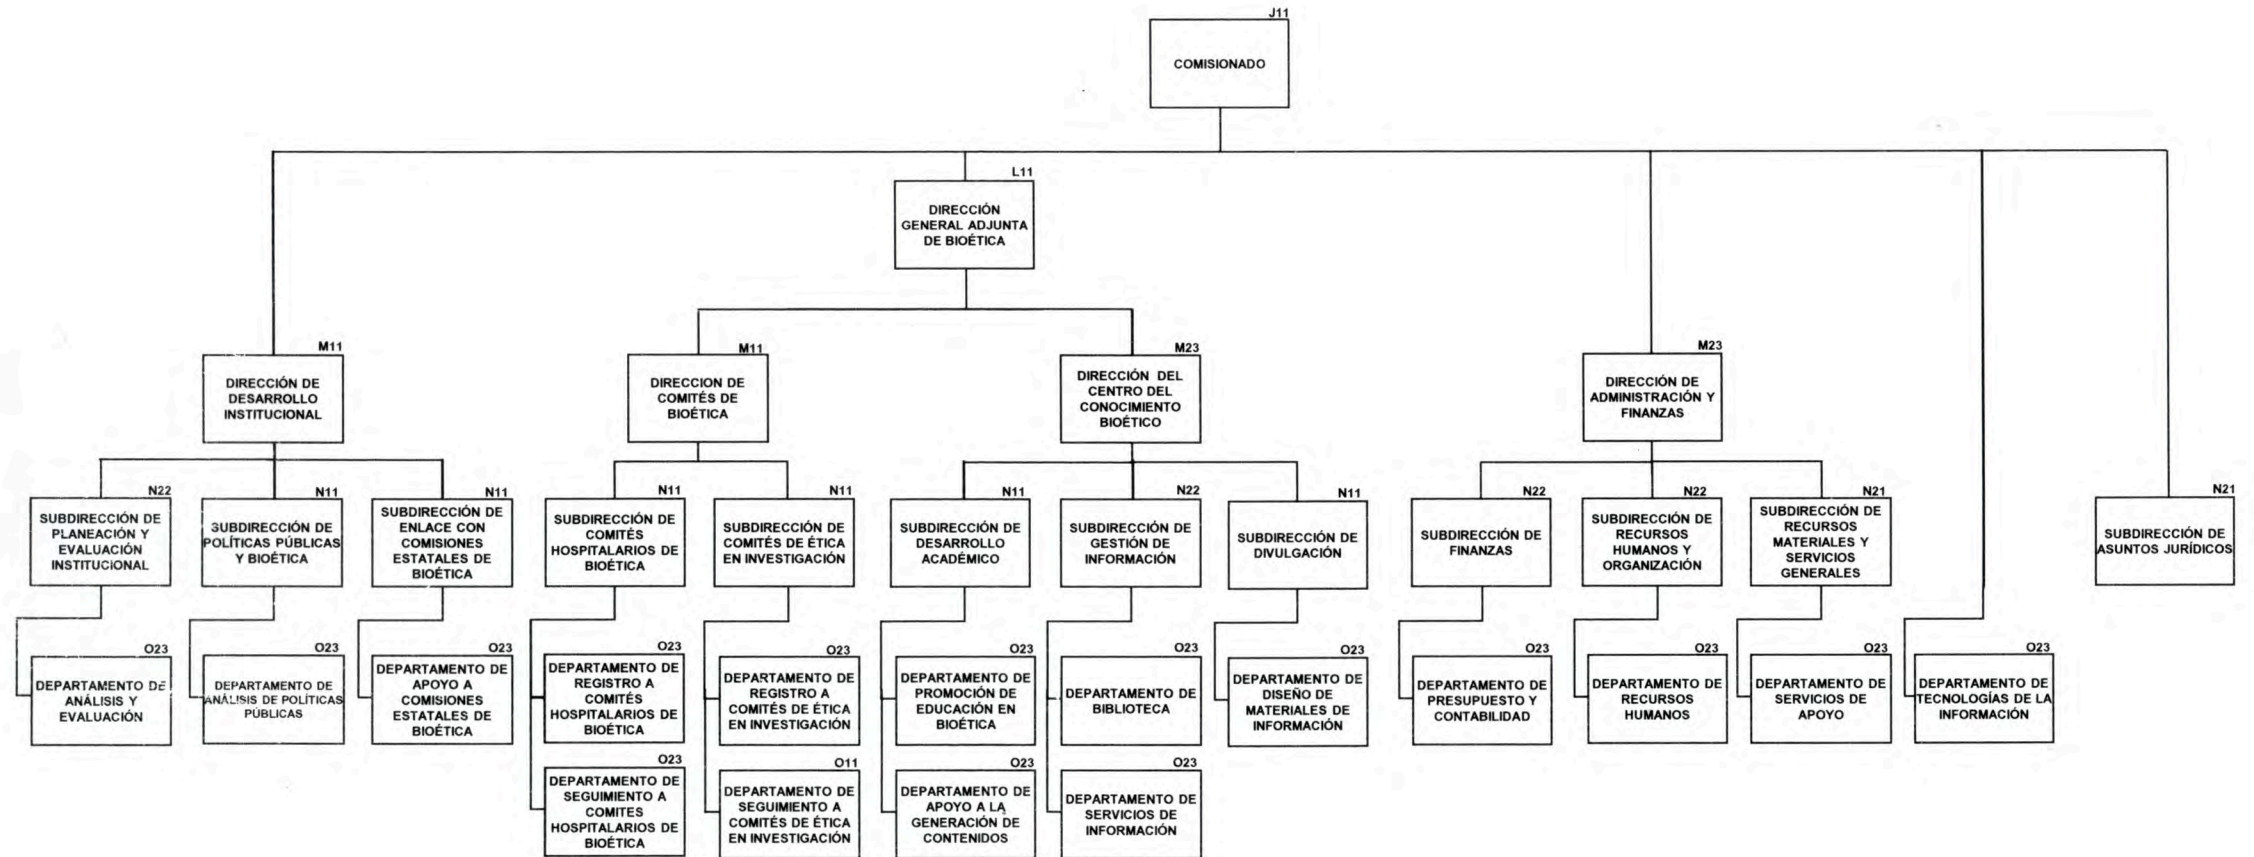 J11
COMISIONADO
L11
DIRECCIÓN
GENERAL ADJUNTA
DE BIOÉTICA
M11
DIRECCIÓN DE
DESARROLLO
INSTITUCIONAL
M11
DIRECCION DE
COMITÉS DE
BIOÉTICA
M23
DIRECCIÓN DEL
CENTRO DEL
CONOCIMIENTO
BIOÉTICO
M23
DIRECCIÓN DE
ADMINISTRACIÓN Y
FINANZAS
N22
SUBDIRECCIÓN DE
PLANEACIÓN Y
EVALUACIÓN
INSTITUCIONAL
N11
SUBDIRECCIÓN DE
POLÍTICAS PÚBLICAS
Y BIOÉTICA
N11
SUBDIRECCIÓN DE
ENLACE CON
COMISIONES
ESTATALES DE
BIOÉTICA
N11
SUBDIRECCIÓN DE
COMITÉS
HOSPITALARIOS DE
BIOÉTICA
N11
SUBDIRECCIÓN DE
COMITÉS DE ÉTICA
EN INVESTIGACIÓN
N11
SUBDIRECCIÓN DE
DESARROLLO
ACADÉMICO
N22
SUBDIRECCIÓN DE
GESTIÓN DE
INFORMACIÓN
N11
SUBDIRECCIÓN DE
DIVULGACIÓN
N22
SUBDIRECCIÓN DE
FINANZAS
N22
SUBDIRECCIÓN DE
RECURSOS
HUMANOS Y
ORGANIZACIÓN
N21
SUBDIRECCIÓN DE
RECURSOS
MATERIALES Y
SERVICIOS
GENERALES
N21
SUBDIRECCIÓN DE
ASUNTOS JURÍDICOS
O23
DEPARTAMENTO DE
ANÁLISIS Y
EVALUACIÓN
O23
DEPARTAMENTO DE
ANÁLISIS DE POLÍTICAS
PÚBLICAS
O23
DEPARTAMENTO DE
APOYO A
COMISIONES
ESTATALES DE
BIOÉTICA
O23
DEPARTAMENTO DE
REGISTRO A
COMITÉS
HOSPITALARIOS DE
BIOÉTICA
O23
DEPARTAMENTO DE
REGISTRO A
COMITÉS DE ÉTICA
EN INVESTIGACIÓN
O23
DEPARTAMENTO DE
PROMOCIÓN DE
EDUCACIÓN EN
BIOÉTICA
O23
DEPARTAMENTO DE
BIBLIOTECA
O23
DEPARTAMENTO DE
DISEÑO DE
MATERIALES DE
INFORMACIÓN
O23
DEPARTAMENTO DE
PRESUPUESTO Y
CONTABILIDAD
O23
DEPARTAMENTO DE
RECURSOS
HUMANOS
O23
DEPARTAMENTO DE
SERVICIOS DE
APOYO
O23
DEPARTAMENTO DE
TECNOLOGÍAS DE LA
INFORMACIÓN
O23
DEPARTAMENTO DE
SEGUIMIENTO A
COMITES
HOSPITALARIOS DE
BIOÉTICA
O11
DEPARTAMENTO DE
SEGUIMIENTO A
COMITÉS DE ÉTICA
EN INVESTIGACIÓN
O23
DEPARTAMENTO DE
APOYO A LA
GENERACIÓN DE
CONTENIDOS
O23
DEPARTAMENTO DE
SERVICIOS DE
INFORMACIÓN